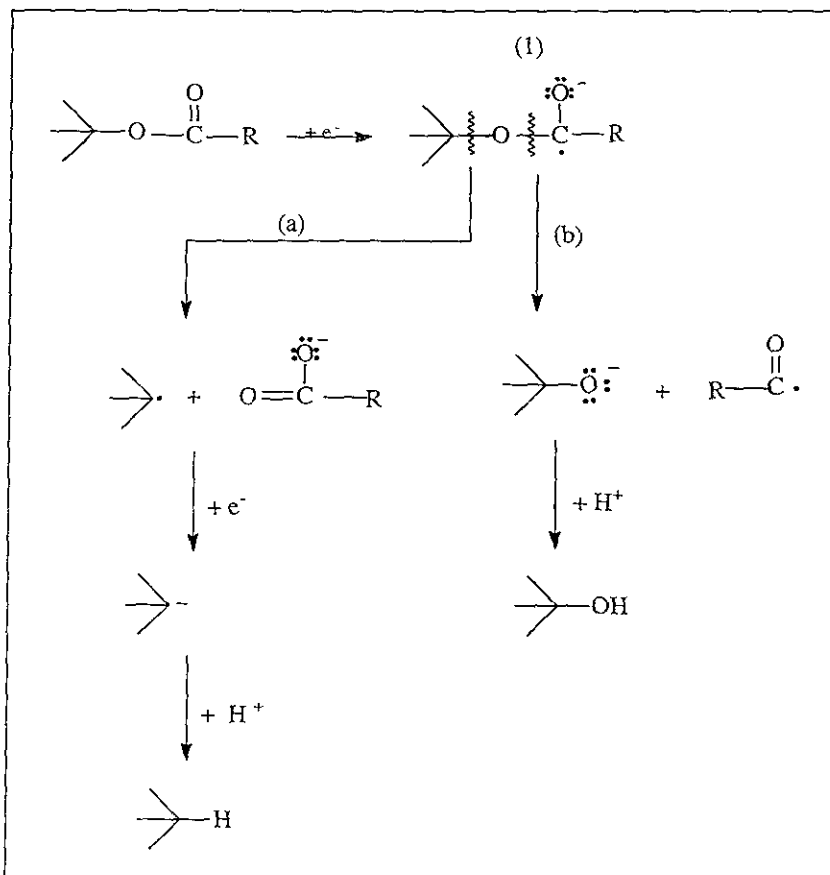 (1)
O :Ö:⁻
O C R + e⁻ O C R
(a) (b)
:Ö:⁻ O
+ O C R Ö:⁻ + R C
+ e⁻ + H⁺
− OH
+ H⁺
H